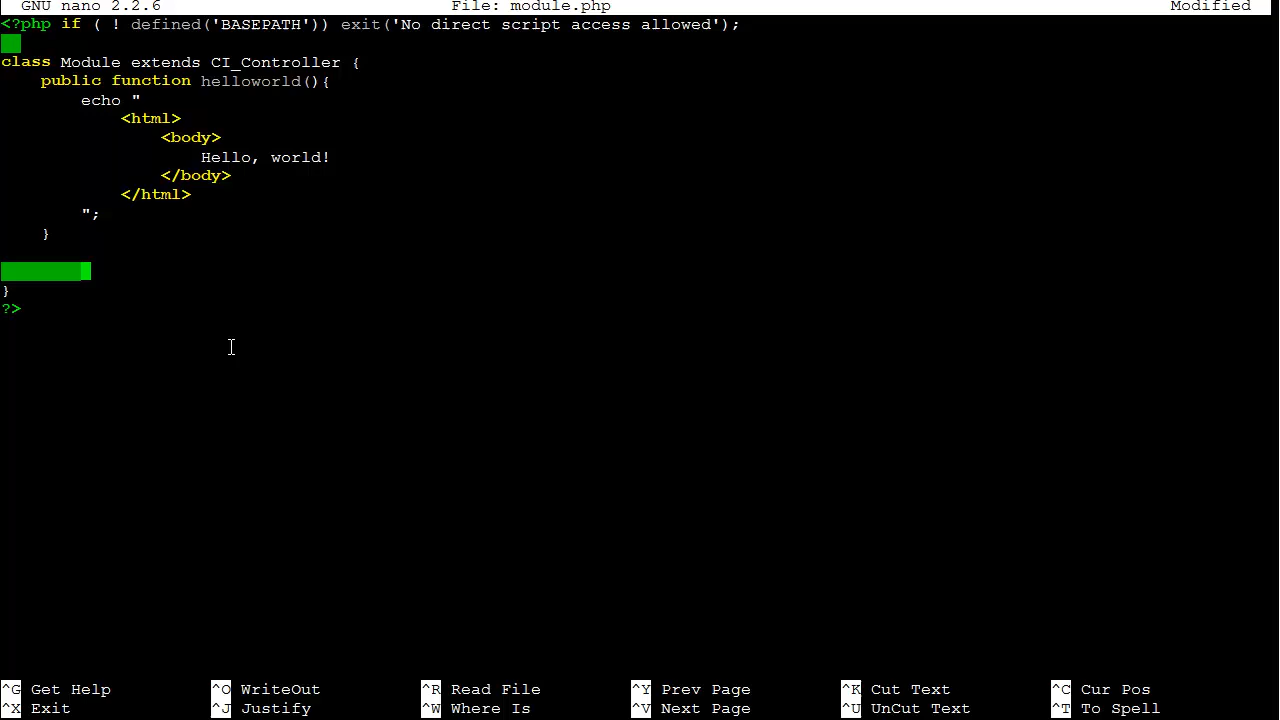 GNU nano 2.2.6 File: module.php Modified
<?php if ( ! defined('BASEPATH')) exit('No direct script access allowed');
class Module extends CI_Controller {
public function helloworld(){
echo "
<html>
<body>
Hello, world!
</body>
</html>
";
}
}
?>
^G Get Help ^O WriteOut ^R Read File ^Y Prev Page ^K Cut Text ^C Cur Pos
^X Exit ^J Justify ^W Where Is ^V Next Page ^U UnCut Text ^T To Spell